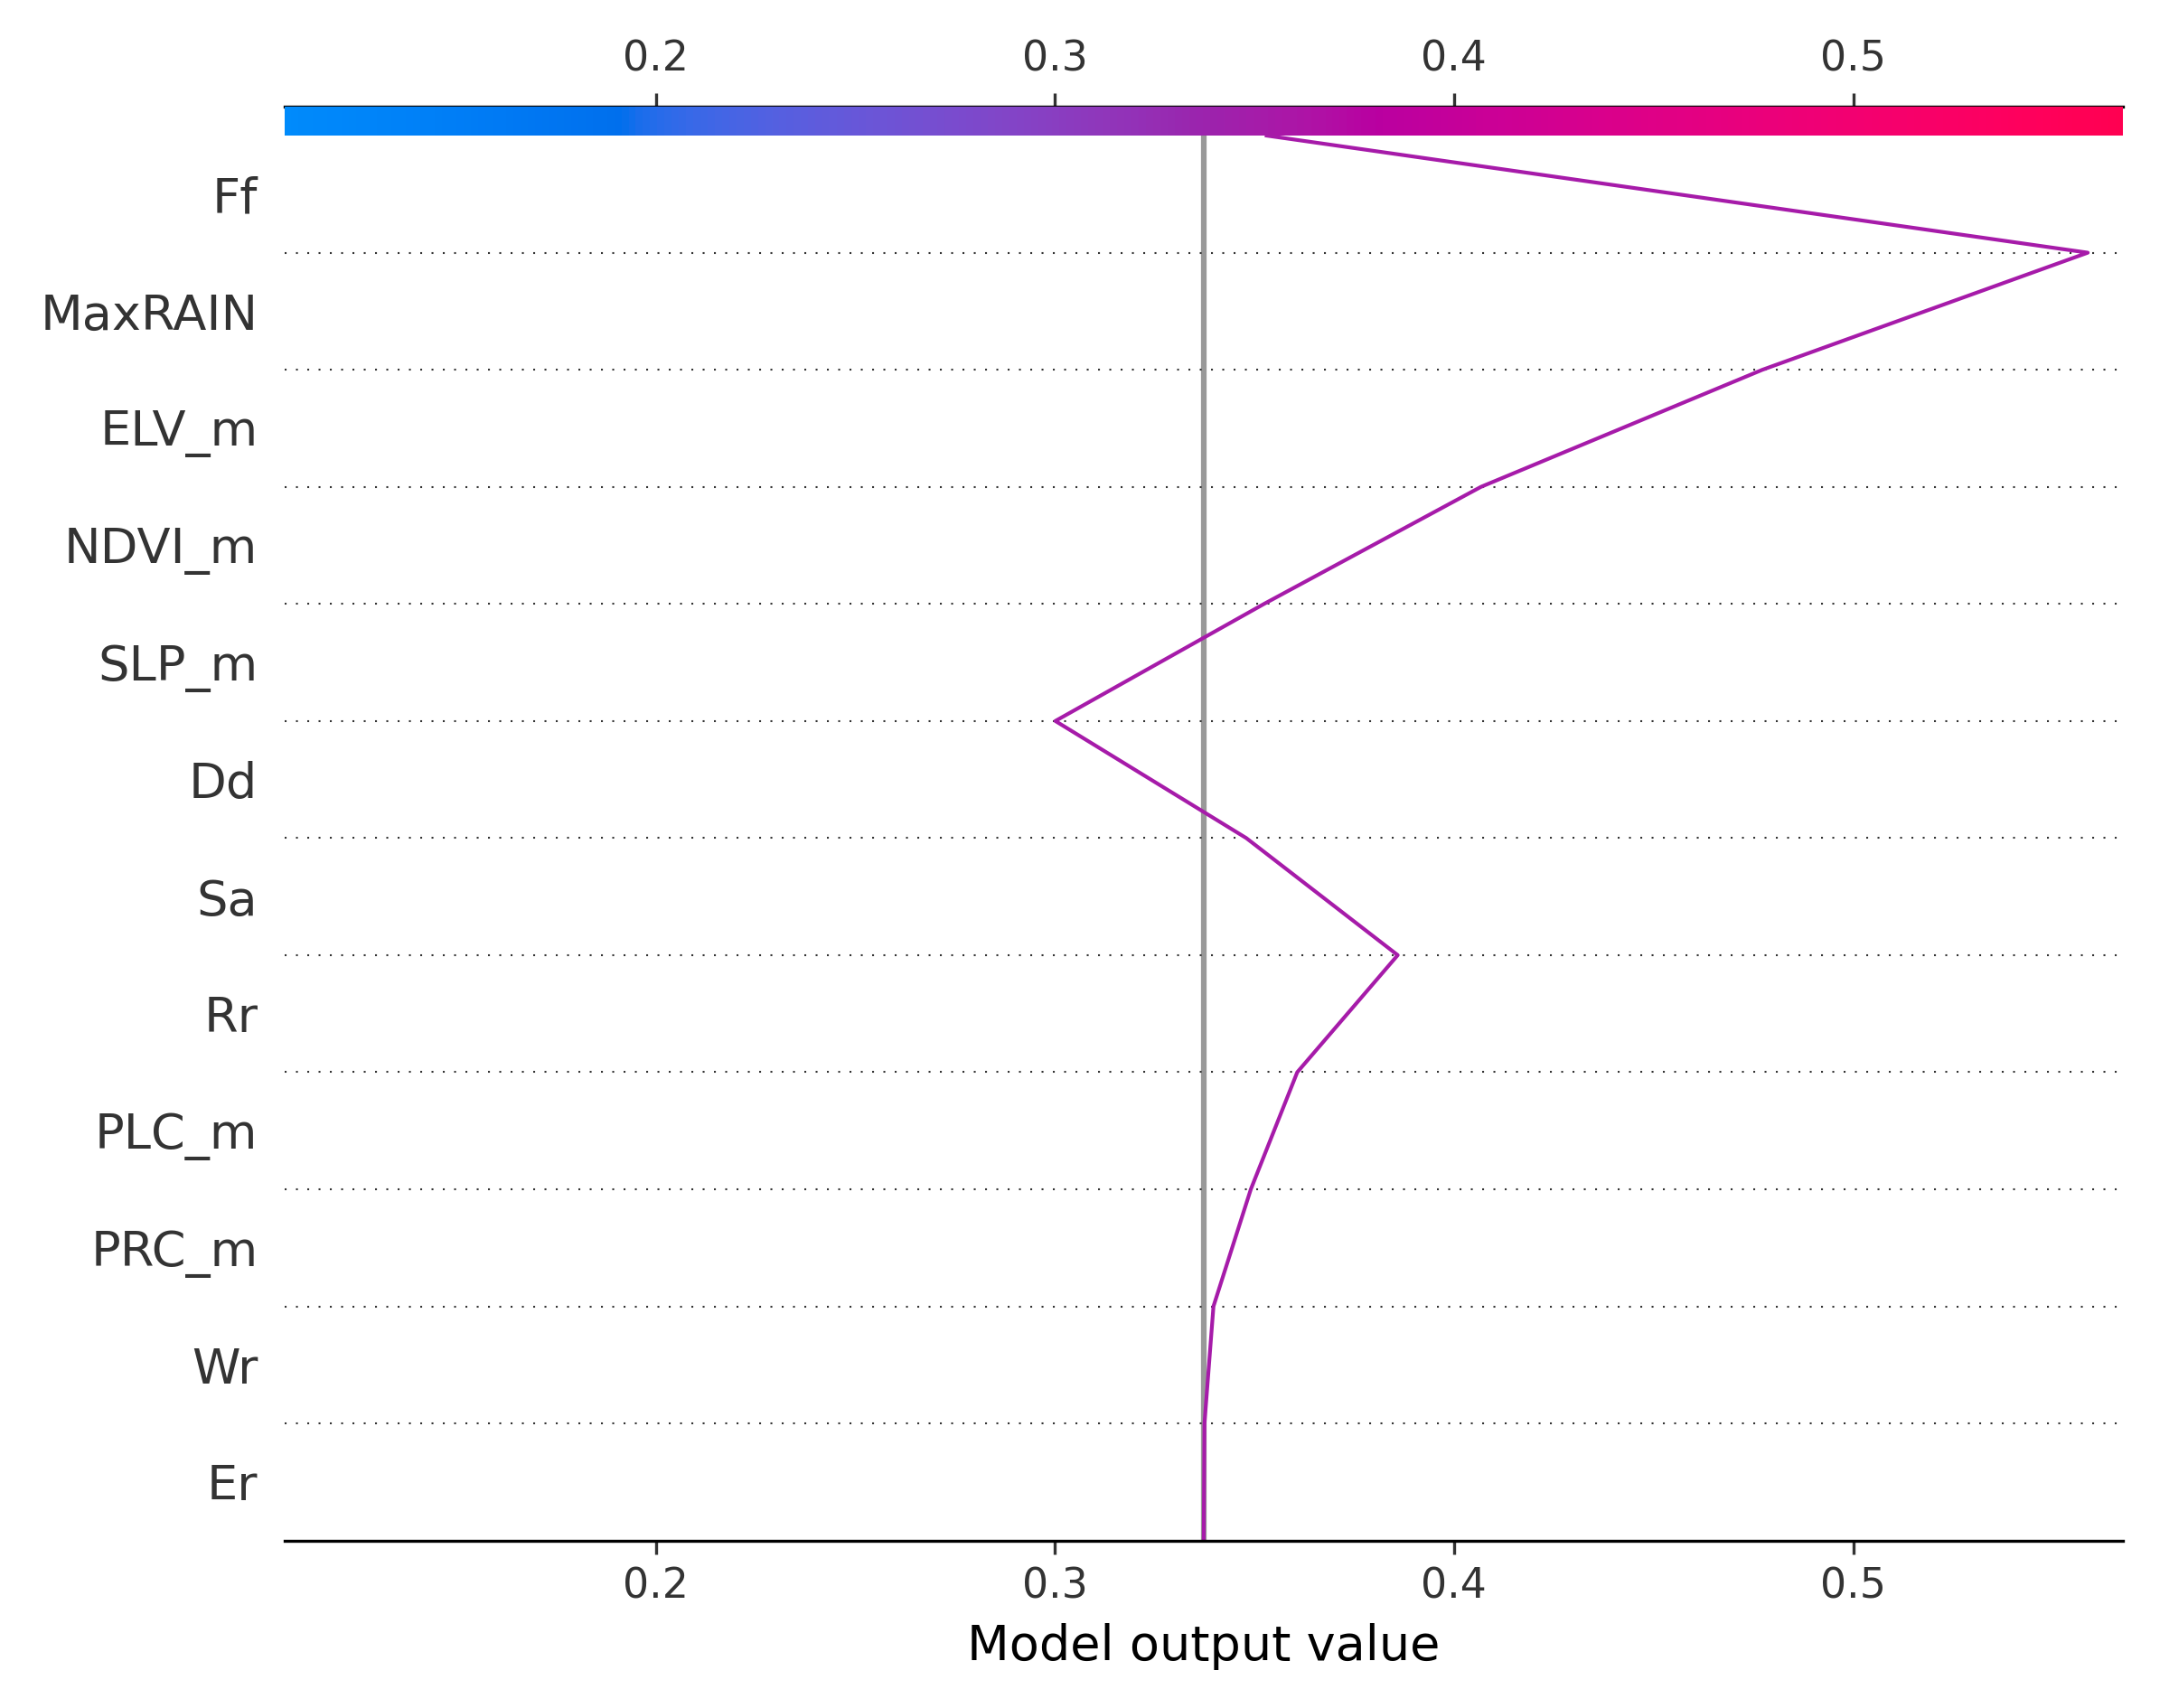 0.2 0.3 0.4 0.5
Ff
MaxRAIN
ELV_m
NDVI_m
SLP_m
Dd
Sa
Rr
PLC_m
PRC_m
Wr
Er
0.2 0.3 0.4 0.5
Model output value